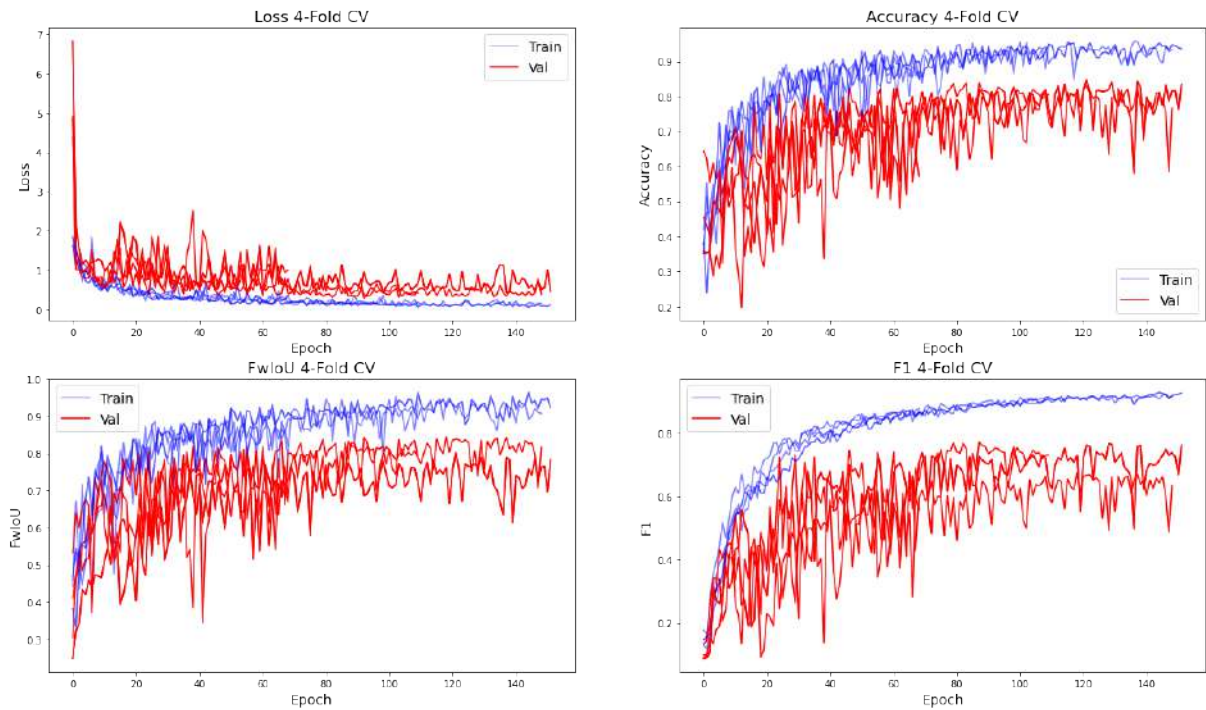 Loss 4-Fold CV
7
6
5
4
3
2
1
0
Loss
0 20 40 60 80 100 120 140
Epoch
Train
Val
Accuracy 4-Fold CV
0.9
0.8
0.7
0.6
0.5
0.4
0.3
0.2
Accuracy
0 20 40 60 80 100 120 140
Epoch
Train
Val
FwIoU 4-Fold CV
1.0
0.9
0.8
0.7
0.6
0.5
0.4
0.3
FwIoU
0 20 40 60 80 100 120 140
Epoch
Train
Val
F1 4-Fold CV
0.8
0.6
0.4
0.2
F1
0 20 40 60 80 100 120 140
Epoch
Train
Val